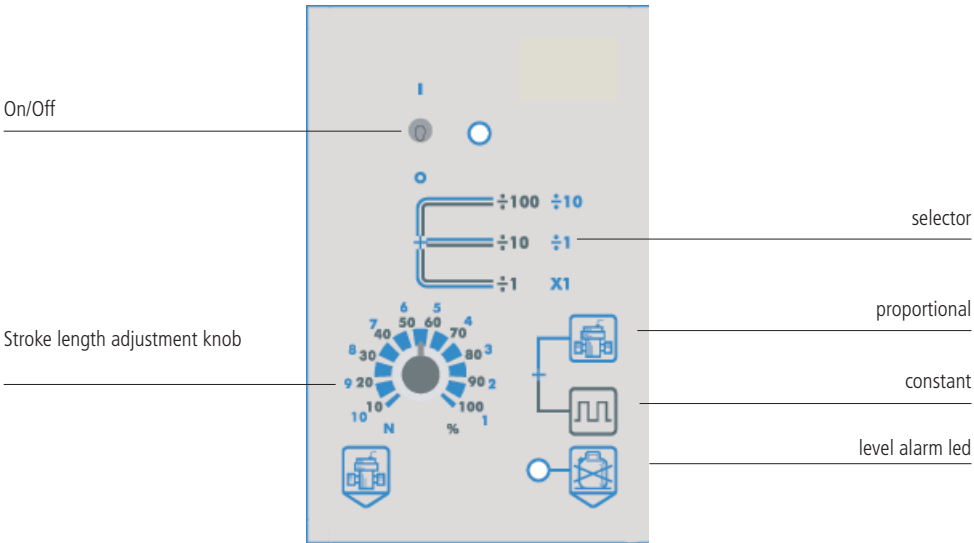 I
On/Off
÷100 ÷10
selector
÷10 ÷1
÷1 X1
proportional
Stroke length adjustment knob
6 5
7 50 60 4
40 70
8 30 80 3
9 20 90 2
10 100
10 N % 1
constant
level alarm led